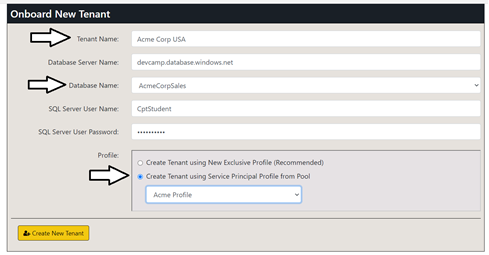 Onboard New Tenant
Tenant Name: Acme Corp USA
Database Server Name: devcamp.database.windows.net
Database Name: AcmeCorpSales
SQL Server User Name: CptStudent
SQL Server User Password: ••••••••••
Profile:
Create Tenant using New Exclusive Profile (Recommended)
Create Tenant using Service Principal Profile from Pool
Acme Profile
Create New Tenant